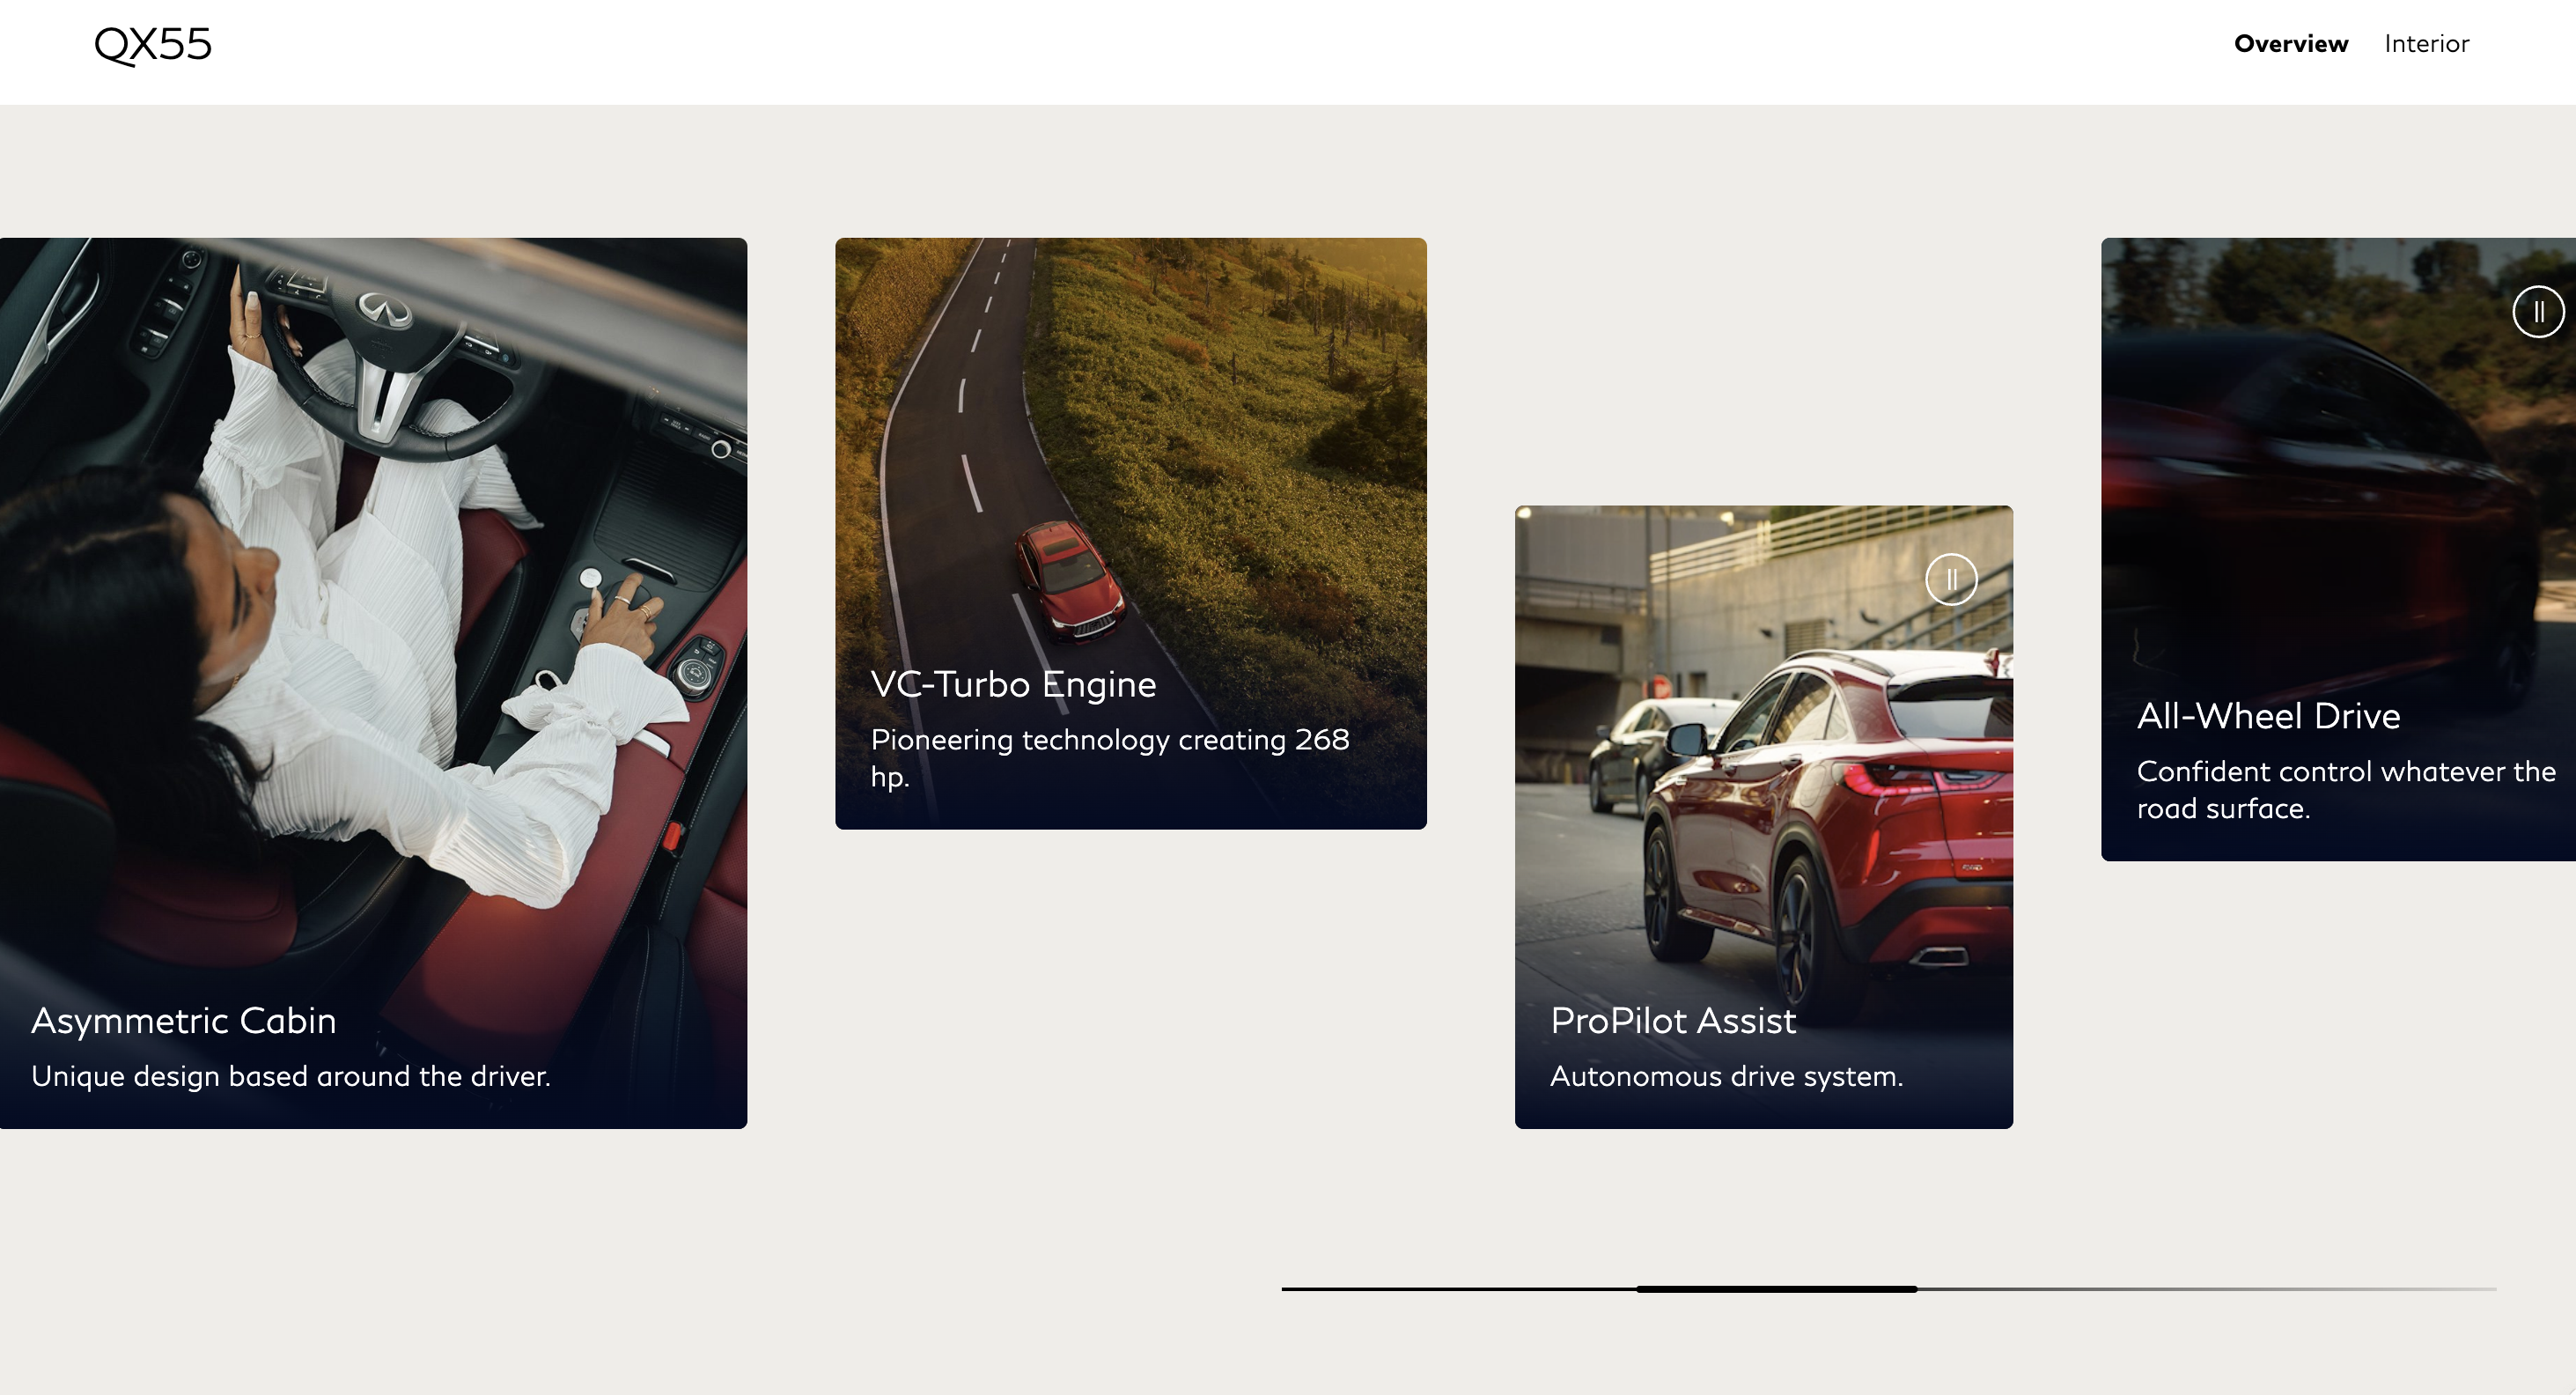 QX55
Overview
Interior
Asymmetric Cabin
Unique design based around the driver.
VC-Turbo Engine
Pioneering technology creating 268
hp.
ProPilot Assist
Autonomous drive system.
All-Wheel Drive
Confident control whatever the
road surface.